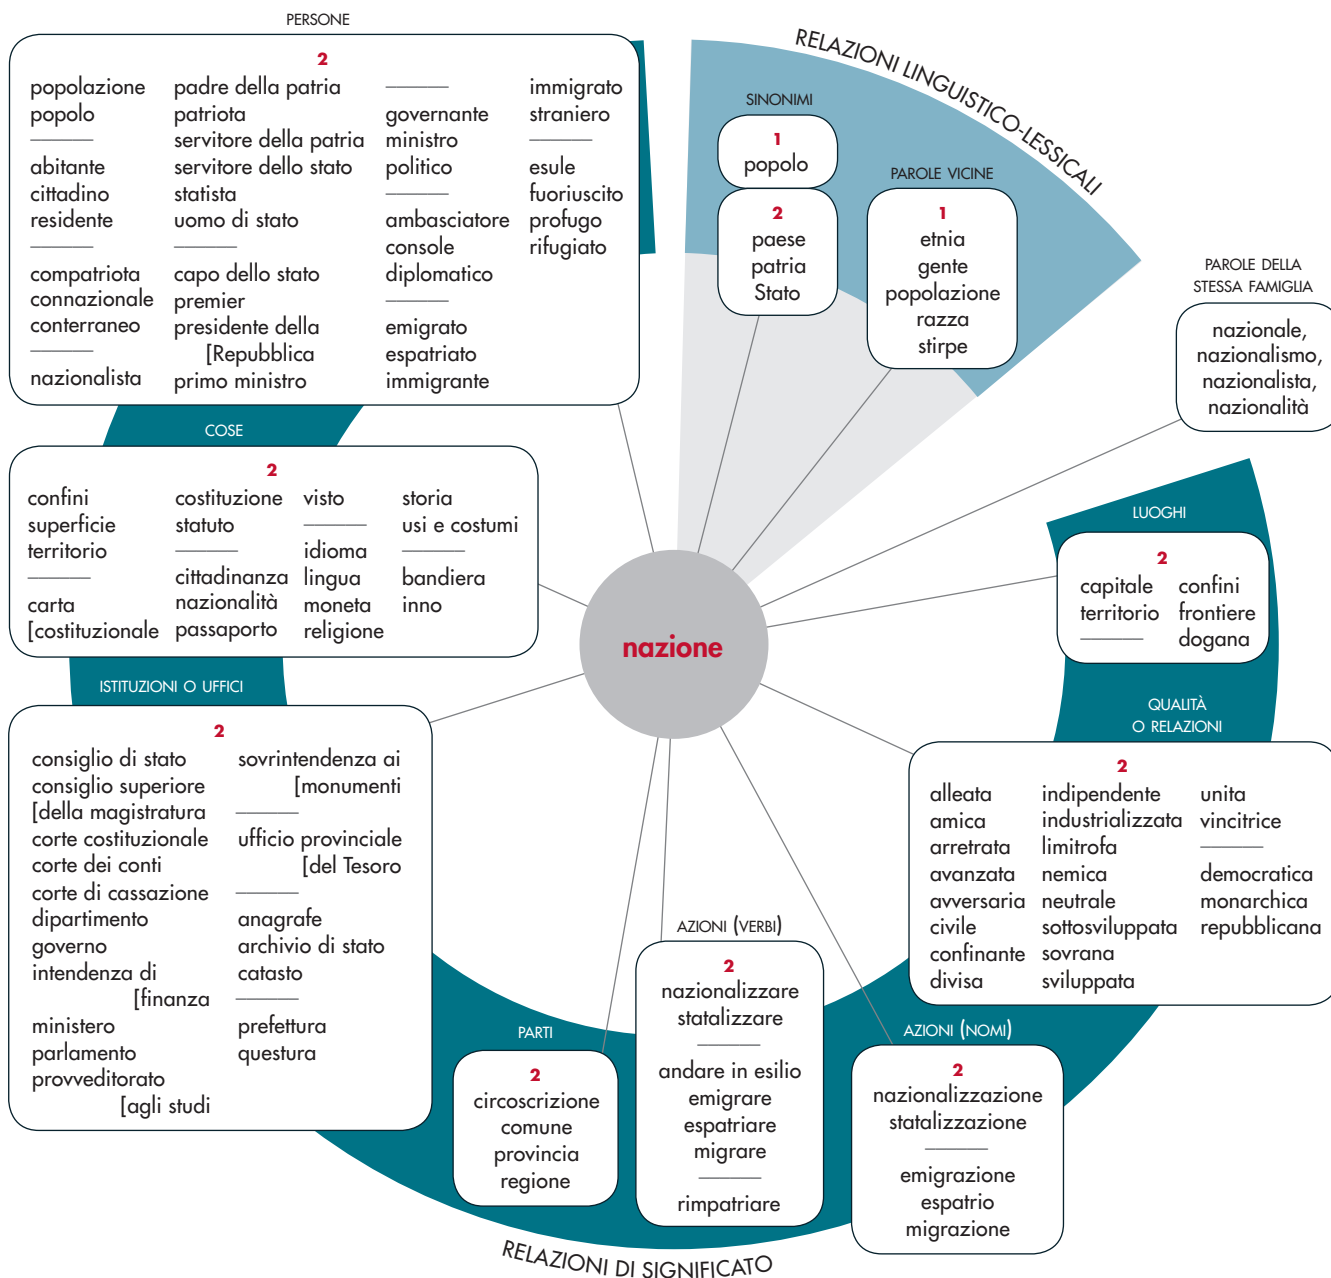 PERSONE
2
popolazione
popolo
abitante
cittadino
residente
compatriota
connazionale
conterraneo
nazionalista
padre della patria
patriota
servitore della patria
servitore dello stato
statista
uomo di stato
capo dello stato
premier
presidente della
[Repubblica
primo ministro
governante
ministro
politico
ambasciatore
console
diplomatico
emigrato
espatriato
immigrante
immigrato
straniero
esule
fuoriuscito
profugo
rifugiato
RELAZIONI LINGUISTICO-LESSICALI
SINONIMI
1
popolo
2
paese
patria
Stato
PAROLE VICINE
1
etnia
gente
popolazione
razza
stirpe
PAROLE DELLA
STESSA FAMIGLIA
nazionale,
nazionalismo,
nazionalista,
nazionalità
COSE
2
confini
superficie
territorio
carta
[costituzionale
costituzione
statuto
cittadinanza
nazionalità
passaporto
visto
idioma
lingua
moneta
religione
storia
usi e costumi
bandiera
inno
nazione
LUOGHI
2
capitale
territorio
confini
frontiere
dogana
ISTITUZIONI O UFFICI
2
consiglio di stato
consiglio superiore
[della magistratura
corte costituzionale
corte dei conti
corte di cassazione
dipartimento
governo
intendenza di
[finanza
ministero
parlamento
provveditorato
[agli studi
sovrintendenza ai
[monumenti
ufficio provinciale
[del Tesoro
anagrafe
archivio di stato
catasto
prefettura
questura
QUALITÀ
O RELAZIONI
2
alleata
amica
arretrata
avanzata
avversaria
civile
confinante
divisa
indipendente
industrializzata
limitrofa
nemica
neutrale
sottosviluppata
sovrana
sviluppata
unita
vincitrice
democratica
monarchica
repubblicana
PARTI
2
circoscrizione
comune
provincia
regione
AZIONI (VERBI)
2
nazionalizzare
statalizzare
andare in esilio
emigrare
espatriare
migrare
rimpatriare
AZIONI (NOMI)
2
nazionalizzazione
statalizzazione
emigrazione
espatrio
migrazione
RELAZIONI DI SIGNIFICATO